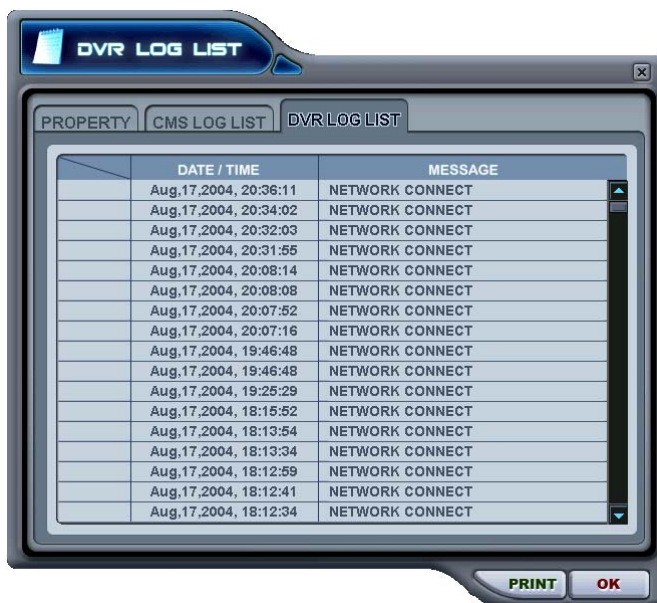 DVR LOG LIST
PROPERTY CMS LOG LIST DVR LOG LIST
DATE / TIME MESSAGE
Aug,17,2004, 20:36:11 NETWORK CONNECT
Aug,17,2004, 20:34:02 NETWORK CONNECT
Aug,17,2004, 20:32:03 NETWORK CONNECT
Aug,17,2004, 20:31:55 NETWORK CONNECT
Aug,17,2004, 20:08:14 NETWORK CONNECT
Aug,17,2004, 20:08:08 NETWORK CONNECT
Aug,17,2004, 20:07:52 NETWORK CONNECT
Aug,17,2004, 20:07:16 NETWORK CONNECT
Aug,17,2004, 19:46:48 NETWORK CONNECT
Aug,17,2004, 19:46:48 NETWORK CONNECT
Aug,17,2004, 19:25:29 NETWORK CONNECT
Aug,17,2004, 18:15:52 NETWORK CONNECT
Aug,17,2004, 18:13:54 NETWORK CONNECT
Aug,17,2004, 18:13:34 NETWORK CONNECT
Aug,17,2004, 18:12:59 NETWORK CONNECT
Aug,17,2004, 18:12:41 NETWORK CONNECT
Aug,17,2004, 18:12:34 NETWORK CONNECT
PRINT OK